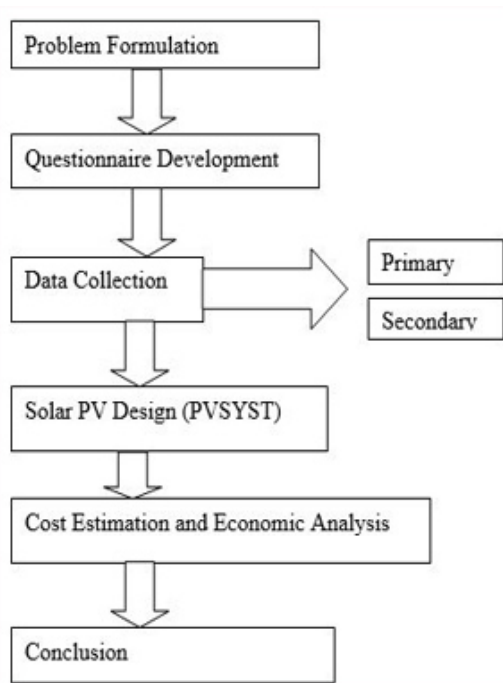 Problem Formulation
Questionnaire Development
Data Collection
Primary
Secondary
Solar PV Design (PVSYST)
Cost Estimation and Economic Analysis
Conclusion